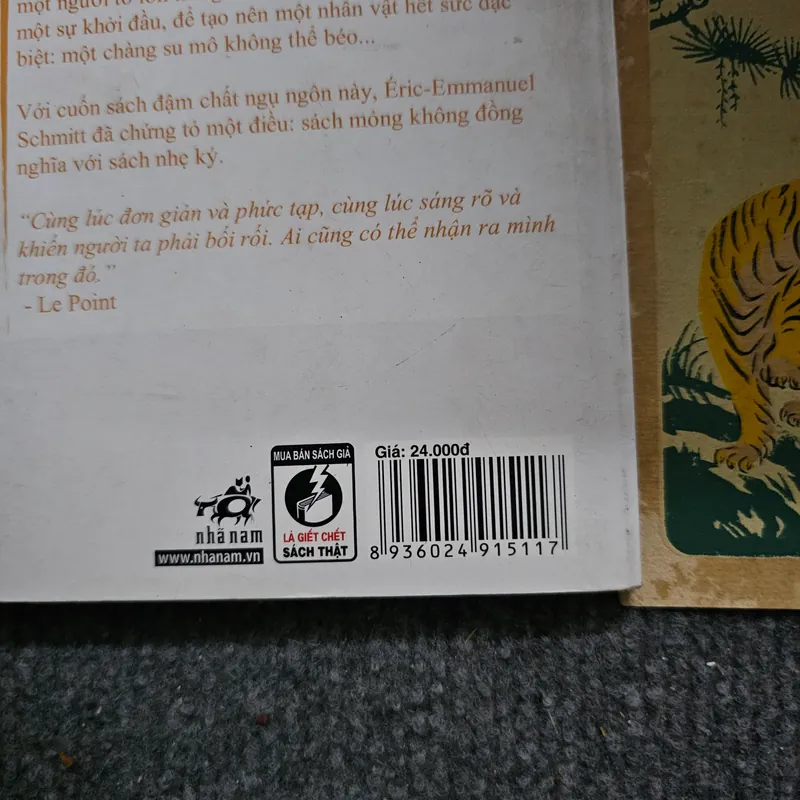 một người to lớn
một sự khởi đầu, để tạo nên một nhân vật hết sức đặc
biệt: một chàng su mô không thể béo...
Với cuốn sách đậm chất ngụ ngôn này, Éric-Emmanuel
Schmitt đã chứng tỏ một điều: sách mỏng không đồng
nghĩa với sách nhẹ ký.
“Cùng lúc đơn giản và phức tạp, cùng lúc sáng rõ và
khiến người ta phải bối rối. Ai cũng có thể nhận ra mình
trong đó.”
- Le Point
nhã nam
www.nhanam.vn
MUA BÁN SÁCH GIẢ
LÀ GIẾT CHẾT
SÁCH THẬT
Giá: 24.000đ
8 936024 915117